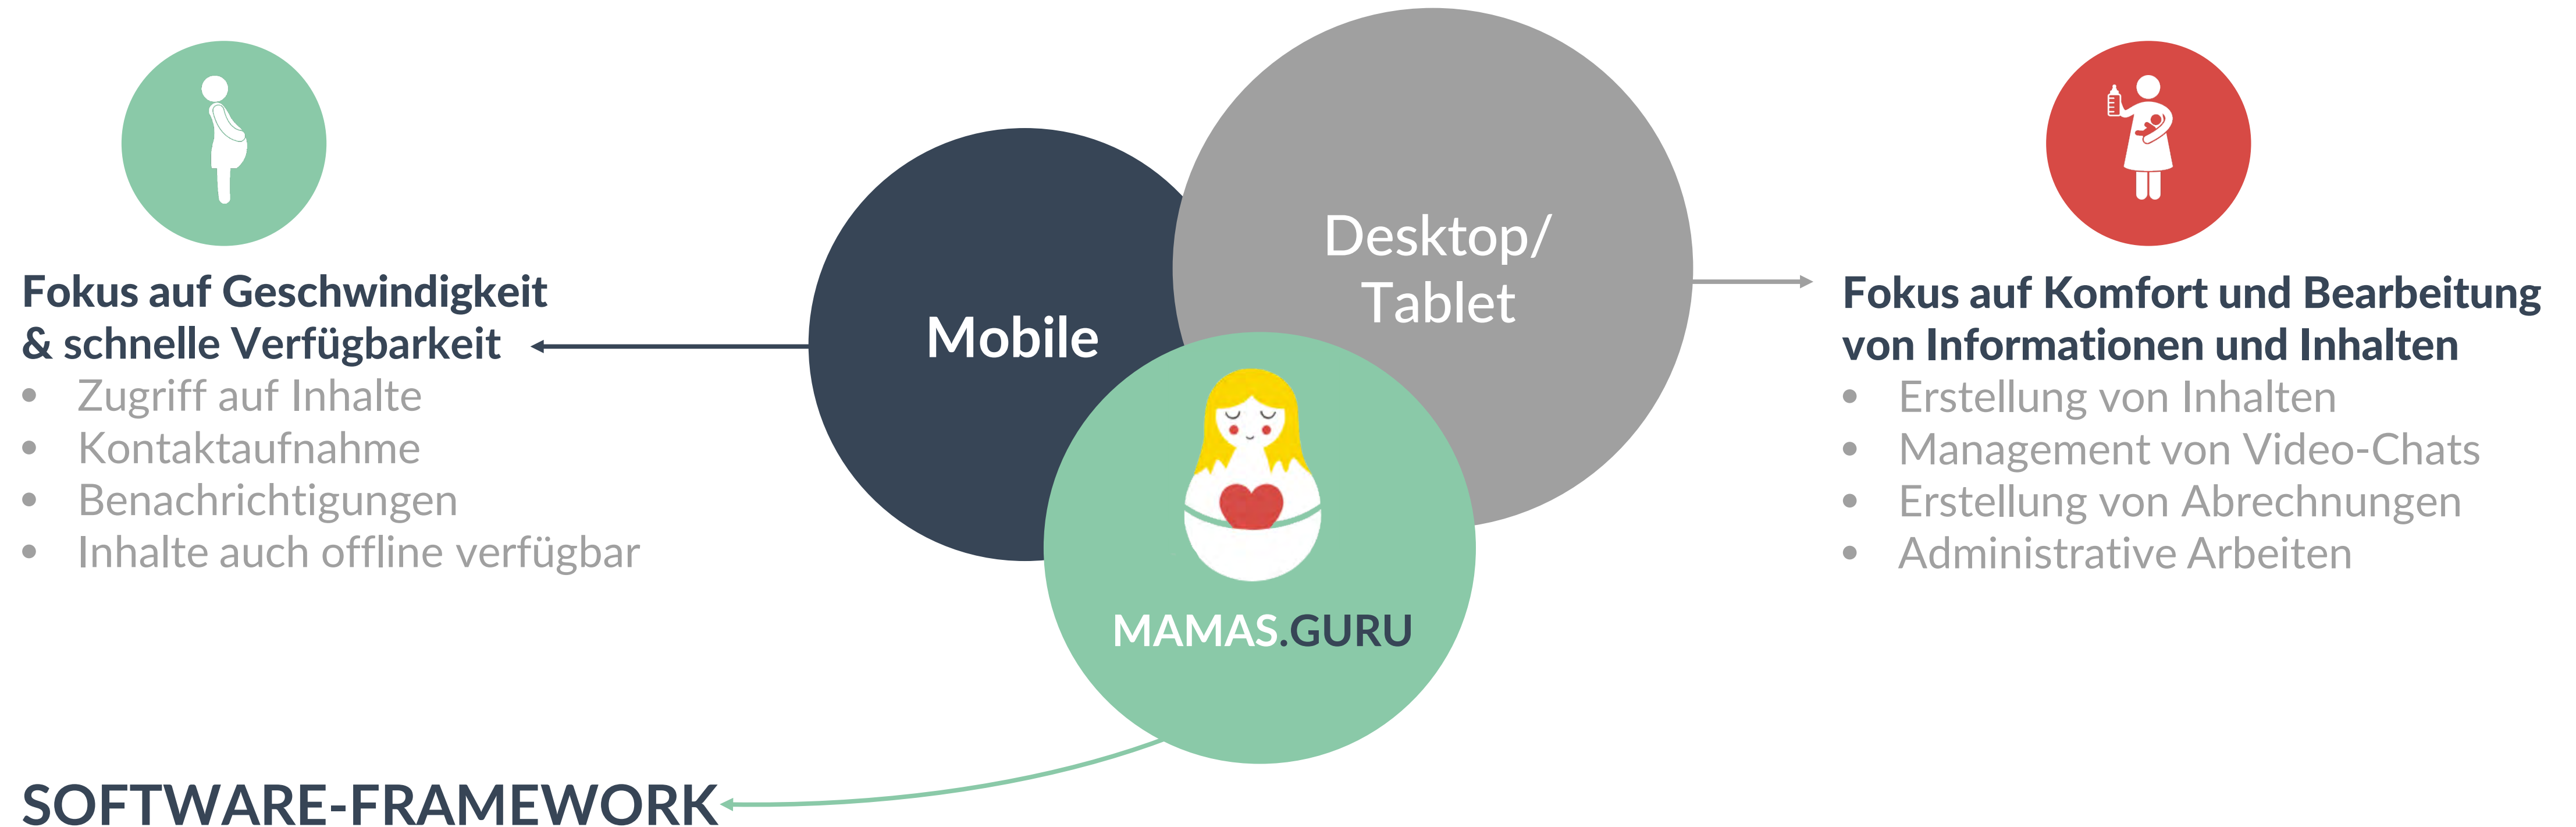 Fokus auf Geschwindigkeit
& schnelle Verfügbarkeit
• Zugriff auf Inhalte
• Kontaktaufnahme
• Benachrichtigungen
• Inhalte auch offline verfügbar
Mobile
Desktop/
Tablet
MAMAS.GURU
Fokus auf Komfort und Bearbeitung
von Informationen und Inhalten
• Erstellung von Inhalten
• Management von Video-Chats
• Erstellung von Abrechnungen
• Administrative Arbeiten
SOFTWARE-FRAMEWORK